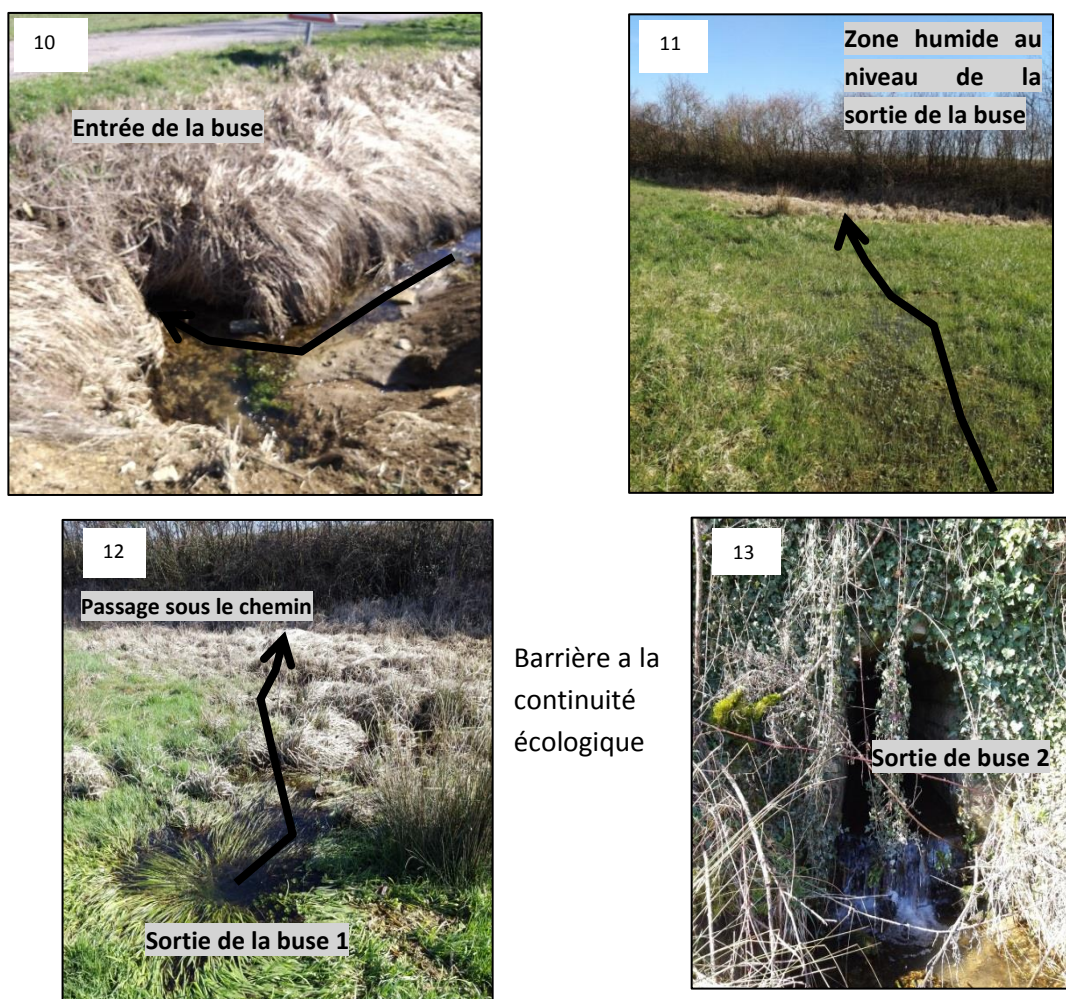 10
Entrée de la buse
11
Zone humide au
niveau de la
sortie de la buse
12
Passage sous le chemin
Sortie de la buse 1
Barrière a la
continuité
écologique
13
Sortie de buse 2